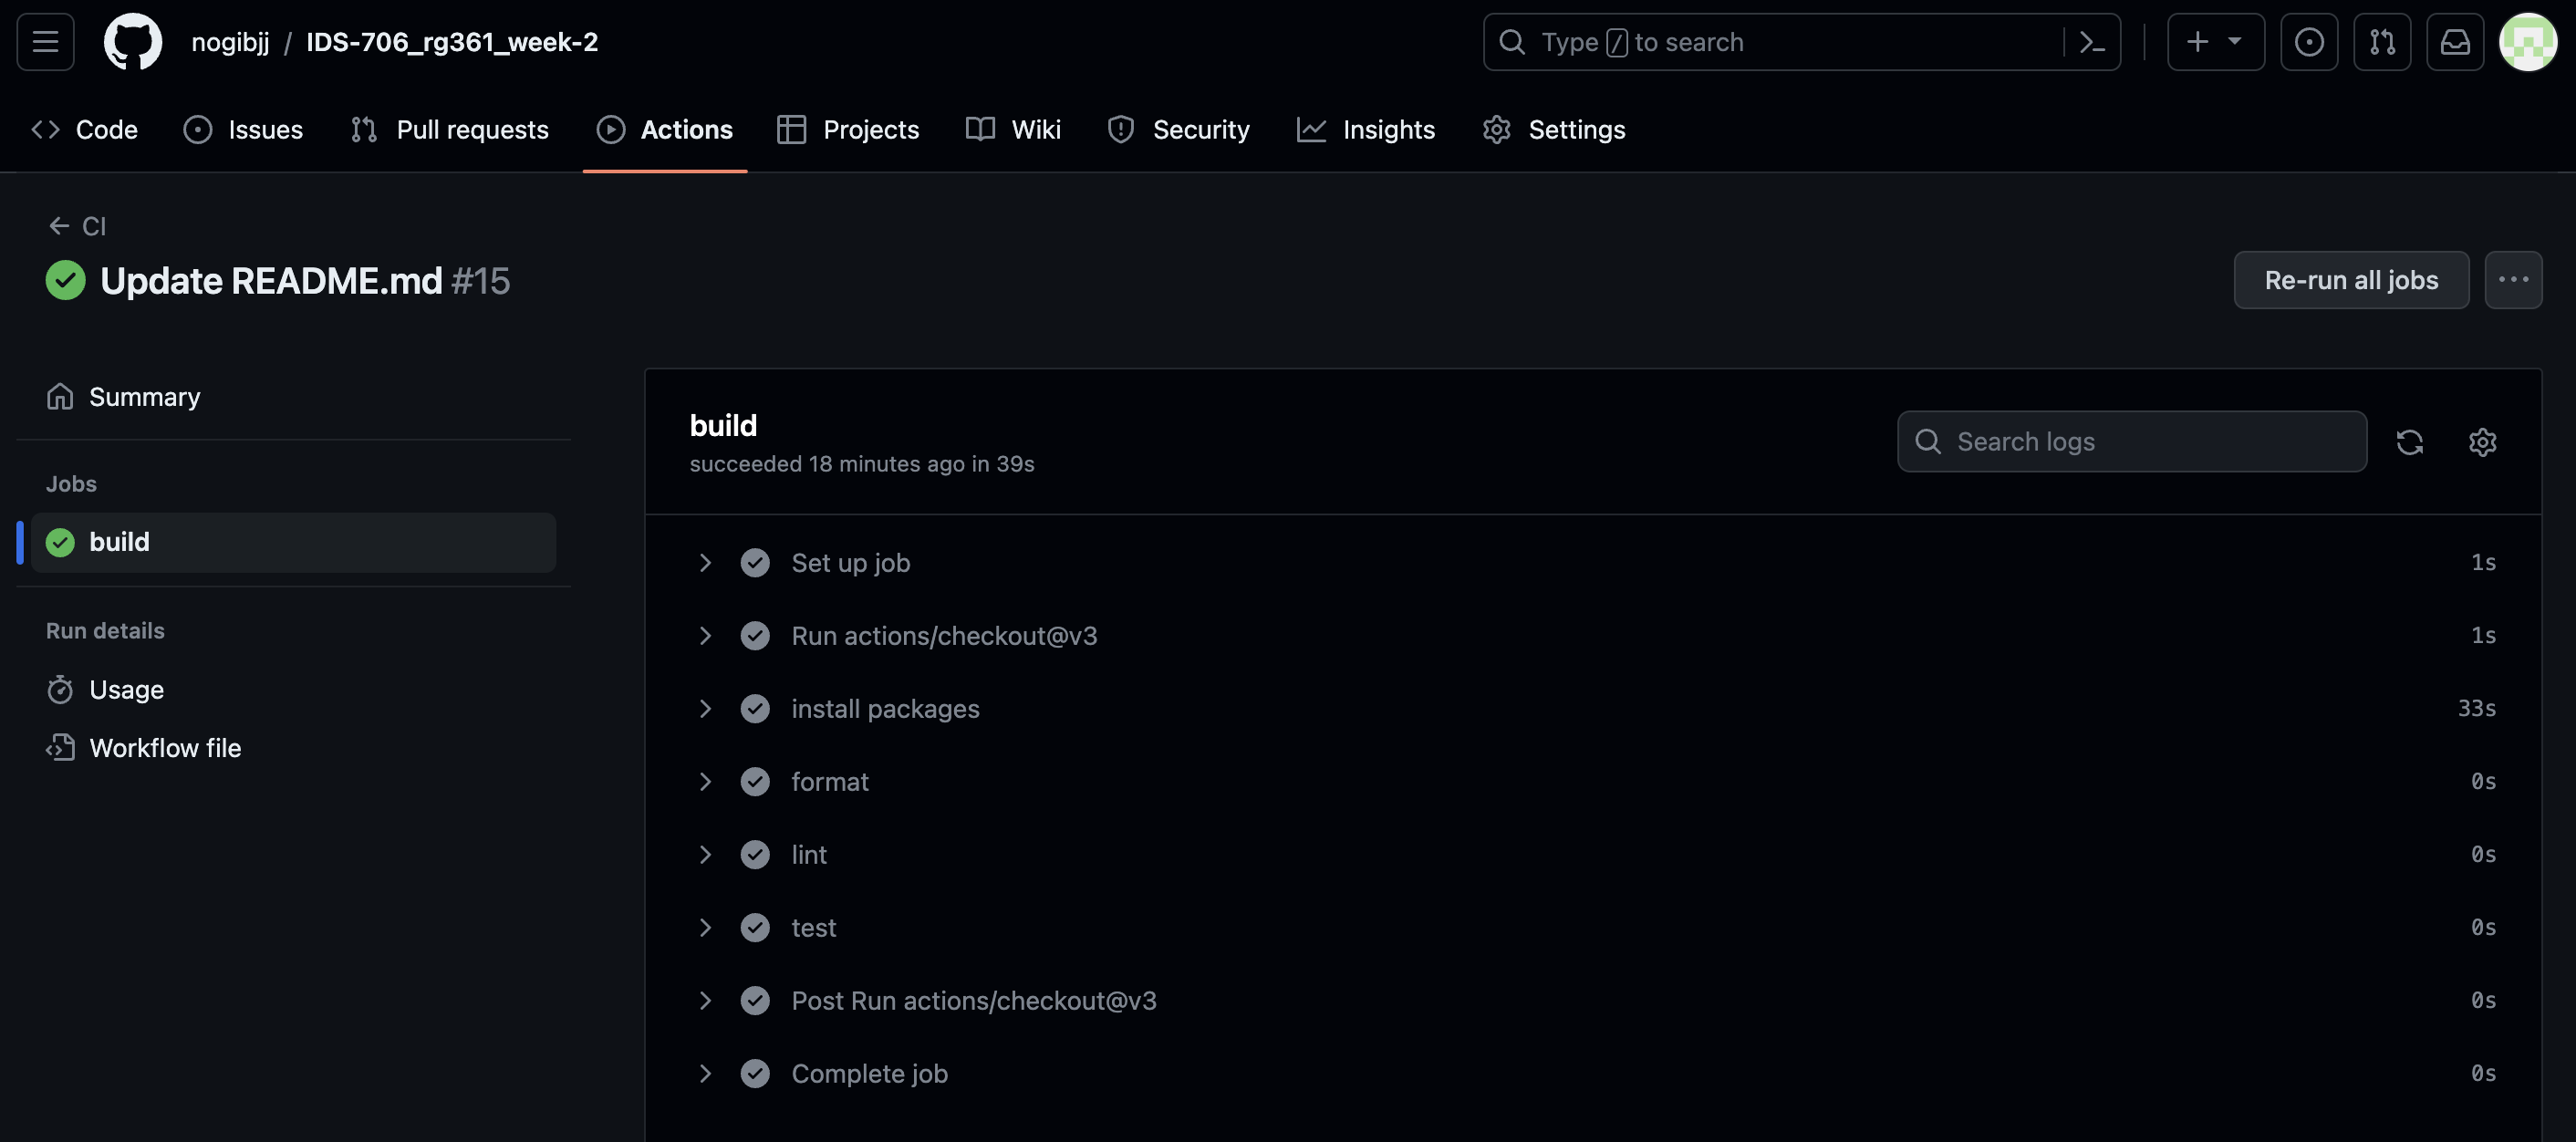 nogibjj / IDS-706_rg361_week-2
Type / to search
Code Issues Pull requests Actions Projects Wiki Security Insights Settings
CI
Update README.md #15
Re-run all jobs
Summary
Jobs
build
Run details
Usage
Workflow file
build
succeeded 18 minutes ago in 39s
Search logs
Set up job 1s
Run actions/checkout@v3 1s
install packages 33s
format 0s
lint 0s
test 0s
Post Run actions/checkout@v3 0s
Complete job 0s